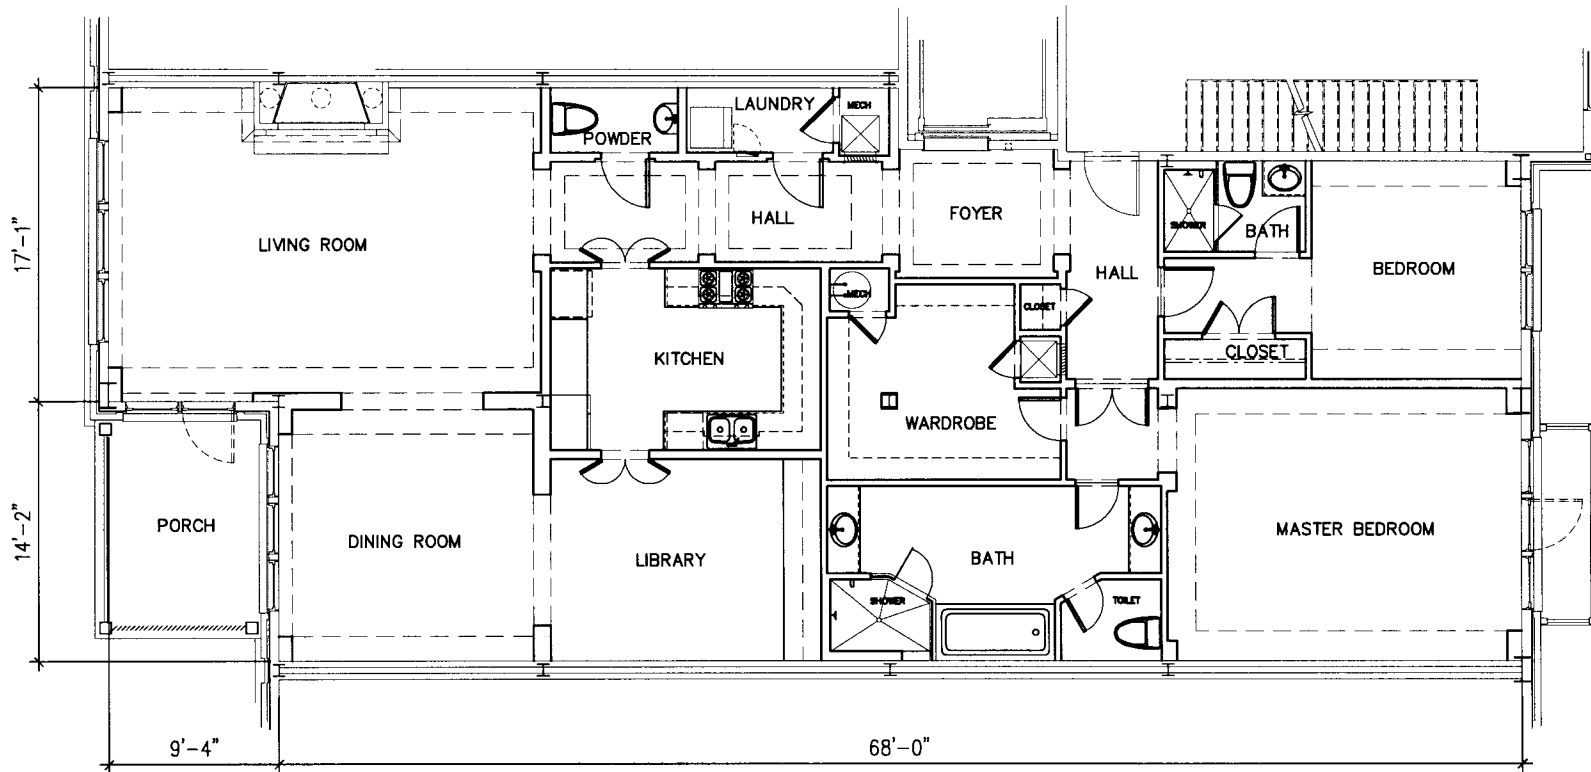 LAUNDRY
MECH
POWDER
17'-1"
LIVING ROOM
HALL
FOYER
SHOWER
BATH
HALL
BEDROOM
MECH
CLOSET
KITCHEN
CLOSET
WARDROBE
14'-2"
PORCH
DINING ROOM
LIBRARY
BATH
MASTER BEDROOM
SHOWER
TOILET
9'-4"
68'-0"